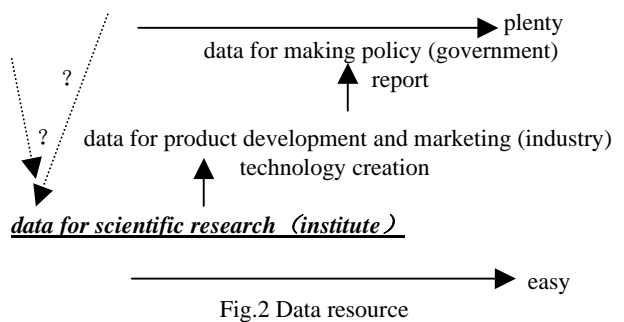 plenty
data for making policy (government)
report
?
?
data for product development and marketing (industry)
technology creation
data for scientific research（institute）
easy
Fig.2 Data resource